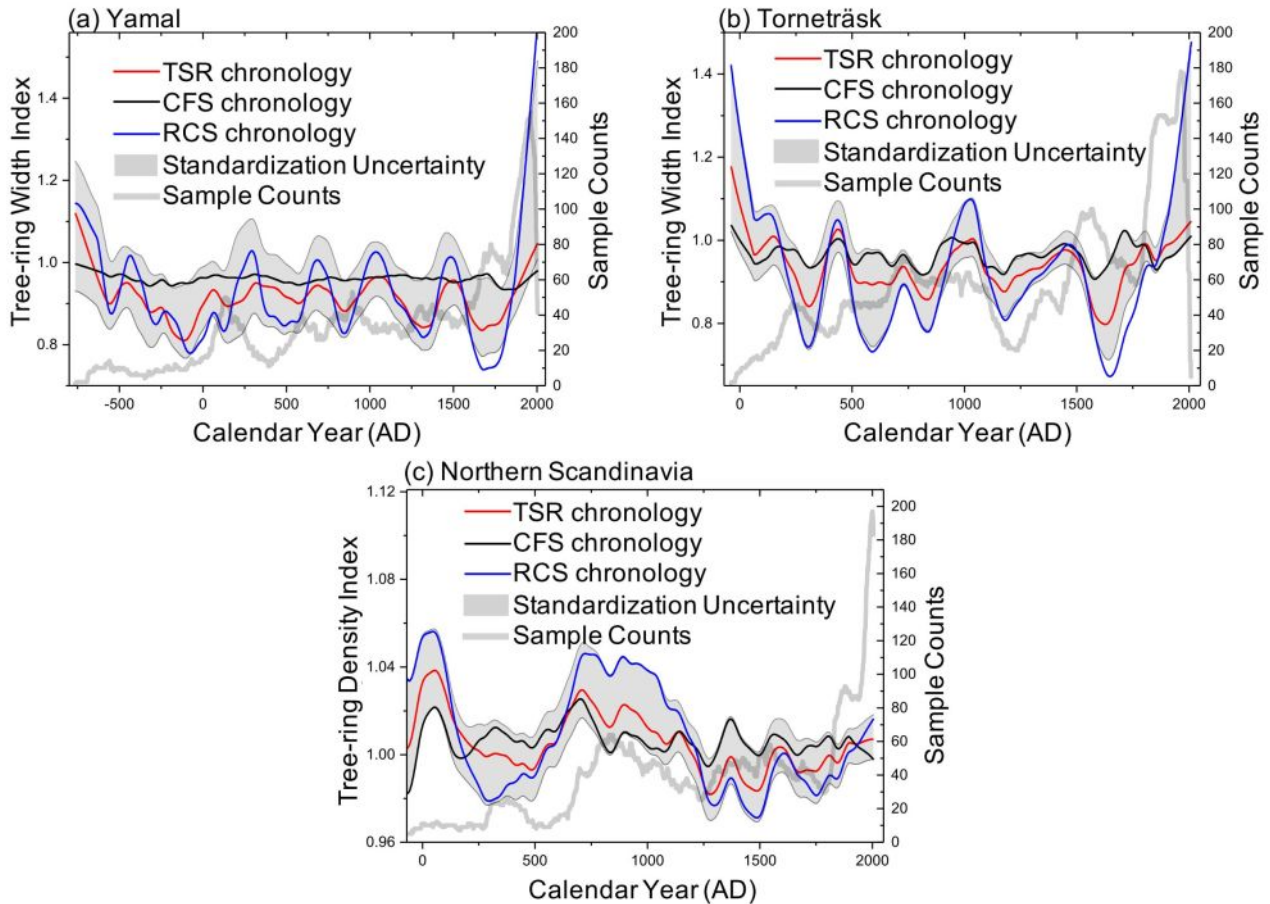 (a) Yamal
TSR chronology
CFS chronology
RCS chronology
Standardization Uncertainty
Sample Counts
Tree-ring Width Index
1.4
1.2
1.0
0.8
200
180
160
140
120
100
80
60
40
20
0
Sample Counts
-500 0 500 1000 1500 2000
Calendar Year (AD)
(b) Torneträsk
TSR chronology
CFS chronology
RCS chronology
Standardization Uncertainty
Sample Counts
Tree-ring Width Index
1.4
1.2
1.0
0.8
200
180
160
140
120
100
80
60
40
20
0
Sample Counts
0 500 1000 1500 2000
Calendar Year (AD)
(c) Northern Scandinavia
TSR chronology
CFS chronology
RCS chronology
Standardization Uncertainty
Sample Counts
Tree-ring Density Index
1.12
1.08
1.04
1.00
0.96
200
180
160
140
120
100
80
60
40
20
0
Sample Counts
0 500 1000 1500 2000
Calendar Year (AD)